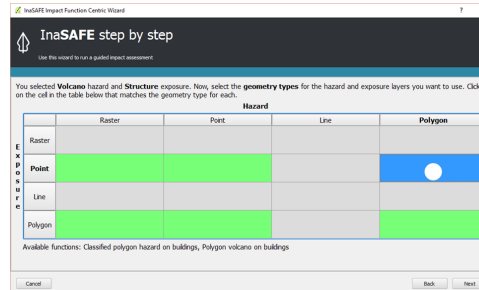 InaSAFE Impact Function Centric Wizard
?
InaSAFE step by step
Use this wizard to run a guided impact assessment
You selected Volcano hazard and Structure exposure. Now, select the geometry types for the hazard and exposure layers you want to use. Click
on the cell in the table below that matches the geometry type for each.
Hazard
Raster Point Line Polygon
Exposure
Raster
Point
Line
Polygon
Available functions: Classified polygon hazard on buildings, Polygon volcano on buildings
Cancel Back Next